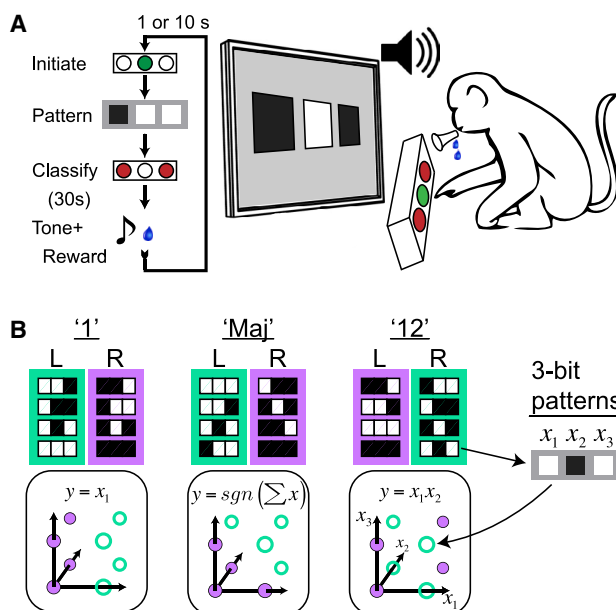 A
1 or 10 s
Initiate
Pattern
Classify
(30s)
Tone+
Reward
B
'1' 'Maj' '12'
L R L R L R
3-bit
patterns
x₁ x₂ x₃
y = x₁ y = sgn (∑ x) y = x₁x₂
x₃
x₂
x₁